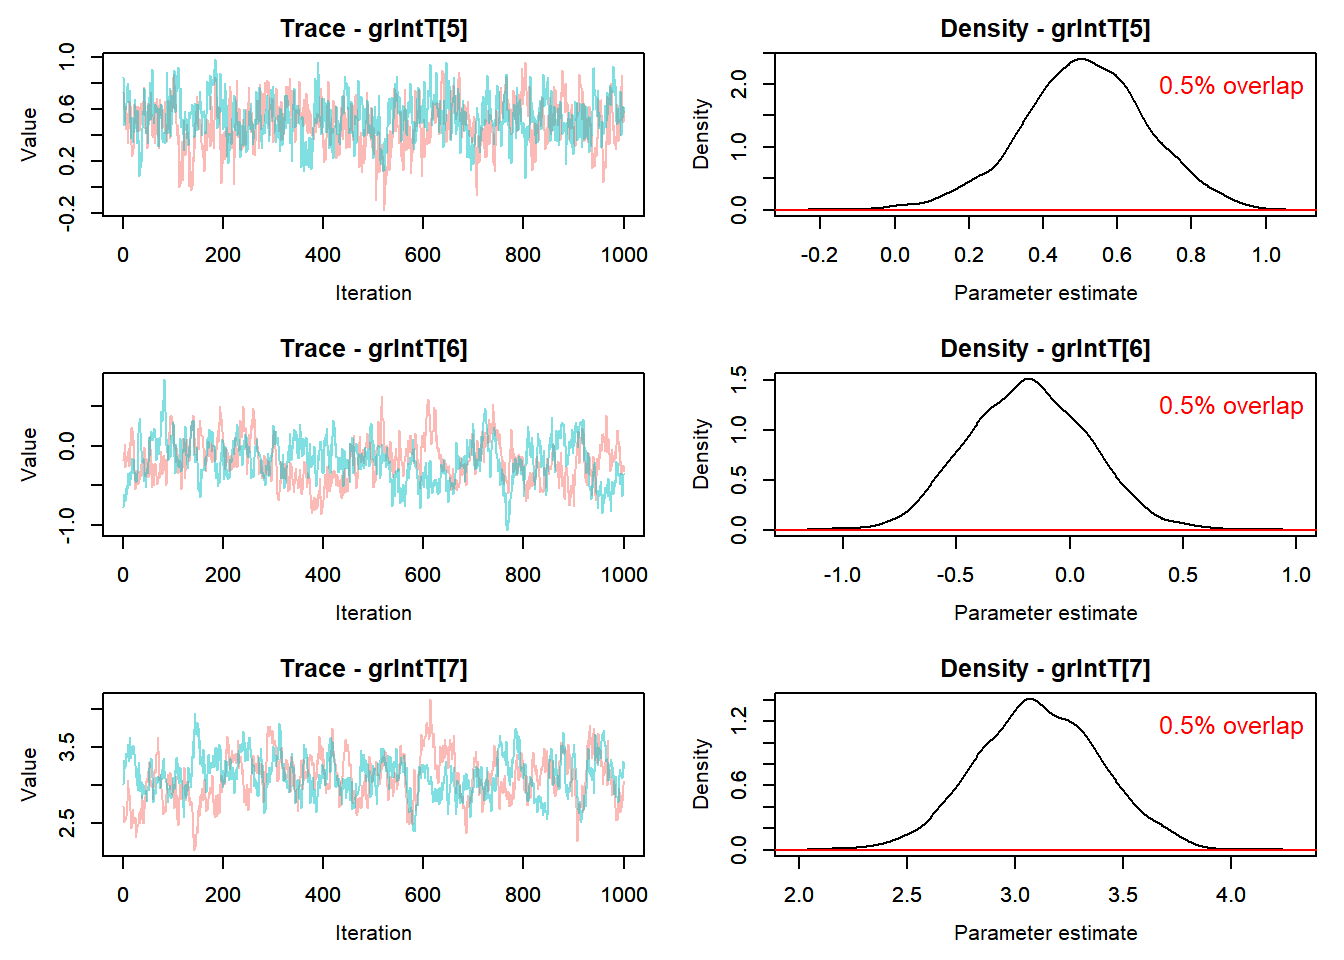 Trace - grIntT[5]
Value
-0.2 0.2 0.6 1.0
0 200 400 600 800 1000
Iteration
Density - grIntT[5]
0.5% overlap
Density
0.0 1.0 2.0
-0.2 0.0 0.2 0.4 0.6 0.8 1.0
Parameter estimate
Trace - grIntT[6]
Value
-1.0 0.0
0 200 400 600 800 1000
Iteration
Density - grIntT[6]
0.5% overlap
Density
0.0 0.5 1.0 1.5
-1.0 -0.5 0.0 0.5 1.0
Parameter estimate
Trace - grIntT[7]
Value
2.5 3.5
0 200 400 600 800 1000
Iteration
Density - grIntT[7]
0.5% overlap
Density
0.0 0.6 1.2
2.0 2.5 3.0 3.5 4.0
Parameter estimate